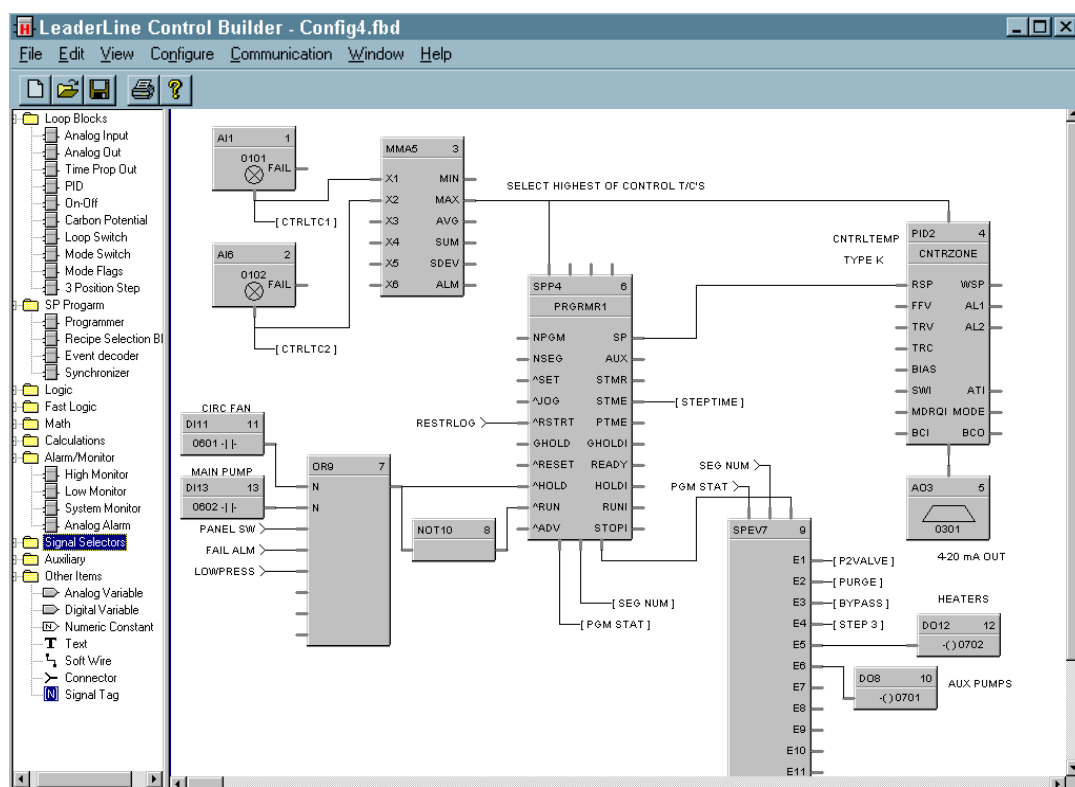 LeaderLine Control Builder - Config4.fbd
File Edit View Configure Communication Window Help
Loop Blocks
Analog Input
Analog Out
Time Prop Out
PID
On-Off
Carbon Potential
Loop Switch
Mode Switch
Mode Flags
3 Position Step
SP Progarm
Programmer
Recipe Selection Bl
Event decoder
Synchronizer
Logic
Fast Logic
Math
Calculations
Alarm/Monitor
High Monitor
Low Monitor
System Monitor
Analog Alarm
Signal Selectors
Auxiliary
Other Items
Analog Variable
Digital Variable
N Numeric Constant
T Text
Soft Wire
Connector
N Signal Tag
AI1 1
0101
FAIL
[ CTRLTC1 ]
AI6 2
0102
FAIL
[ CTRLTC2 ]
MMA5 3
X1 MIN
X2 MAX
X3 AVG
X4 SUM
X5 SDEV
X6 ALM
SELECT HIGHEST OF CONTROL T/C'S
CNTRLTEMP
TYPE K
PID2 4
CNTRZONE
RSP WSP
FFV AL1
TRV AL2
TRC
BIAS
SWI ATI
MDRQI MODE
BCI BCO
AO3 5
0301
4-20 mA OUT
SPP4 6
PRGRMR1
NPGM SP
NSEG AUX
^SET STMR
^JOG STME
^RSTRT PTME
GHOLD GHOLDI
^RESET READY
^HOLD HOLDI
^RUN RUNI
^ADV STOPI
[ STEPTIME ]
RESTRLOG
[ SEG NUM ]
[ PGM STAT ]
CIRC FAN
DI11 11
0601 -| |-
MAIN PUMP
DI13 13
0602 -| |-
PANEL SW
FAIL ALM
LOWPRESS
OR9 7
N
N
NOT10 8
SEG NUM
PGM STAT
SPEV7 9
E1 [ P2VALVE ]
E2 [ PURGE ]
E3 [ BYPASS ]
E4 [ STEP 3 ]
E5
E6
E7
E8
E9
E10
E11
HEATERS
DO12 12
-( ) 0702
DO8 10
-( ) 0701
AUX PUMPS